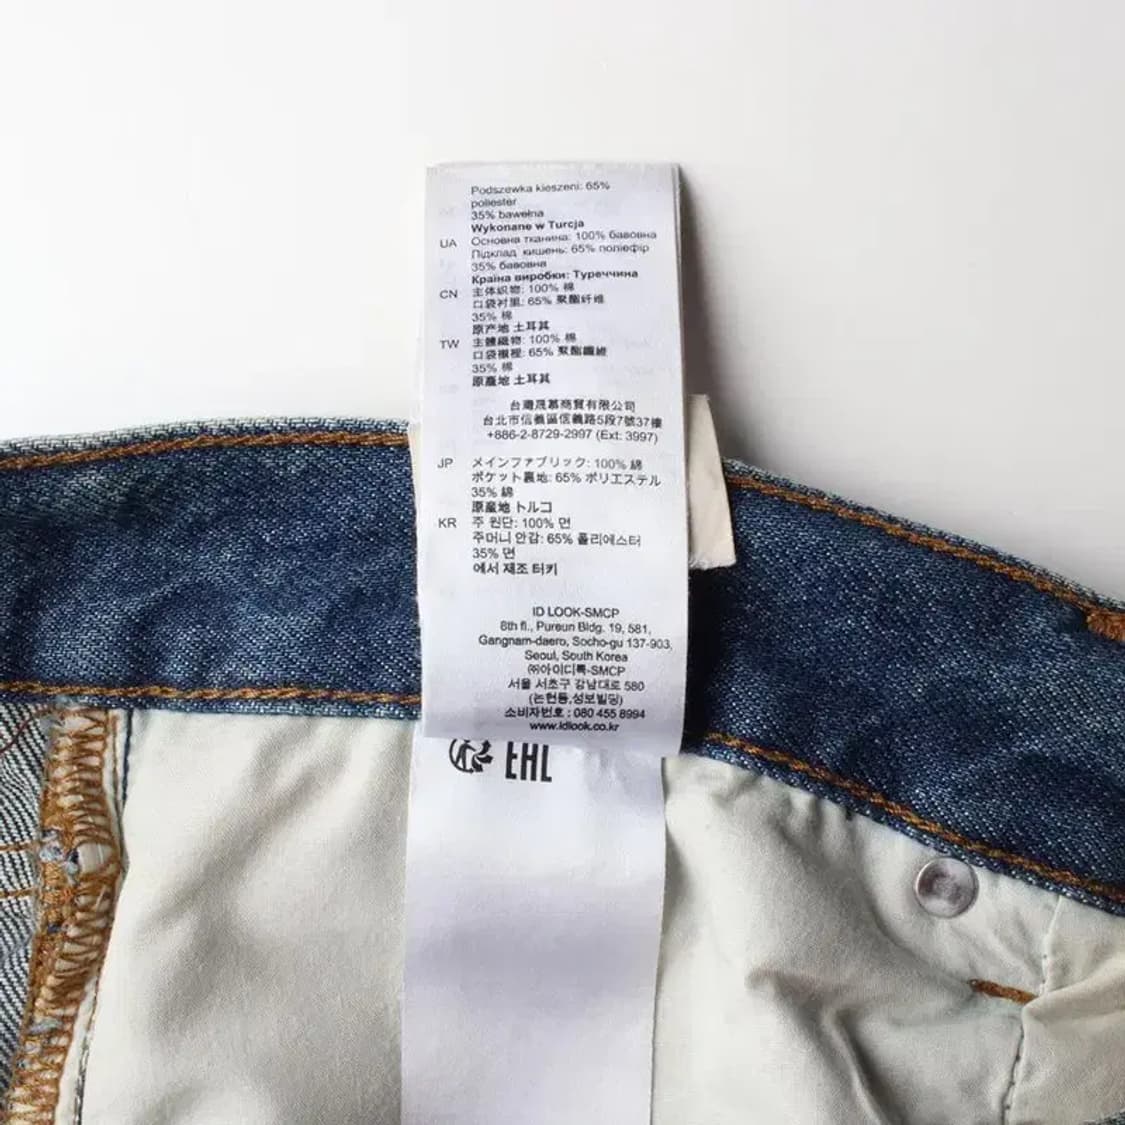 Podszewka kieszeni: 65%
poliester
35% bawełna
Wykonane w Turcja
UA Основна тканина: 100% бавовна
Підклад кишень: 65% поліефір
35% бавовна
Країна виробки: Туреччина
CN 主体织物: 100% 棉
口袋衬里: 65% 聚酯纤维
35% 棉
原产地 土耳其
TW 主體織物: 100% 棉
口袋襯裡: 65% 聚酯纖維
35% 棉
原產地 土耳其
台灣晟慕商貿有限公司
台北市信義區信義路5段7號37樓
+886-2-8729-2997 (Ext: 3997)
JP メインファブリック: 100% 綿
ポケット裏地: 65% ポリエステル
35% 綿
原産地 トルコ
KR 주 원단: 100% 면
주머니 안감: 65% 폴리에스터
35% 면
에서 제조 터키
ID LOOK-SMCP
8th fl., Pureun Bldg. 19, 581,
Gangnam-daero, Socho-gu 137-903,
Seoul, South Korea
㈜아이디룩-SMCP
서울 서초구 강남대로 580
(논현동,성보빌딩)
소비자번호 : 080 455 8994
www.idlook.co.kr
EAC